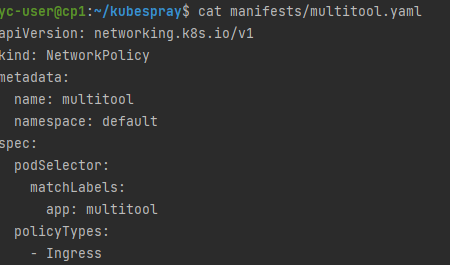 yc-user@cp1:~/kubespray$ cat manifests/multitool.yaml
apiVersion: networking.k8s.io/v1
kind: NetworkPolicy
metadata:
  name: multitool
  namespace: default
spec:
  podSelector:
    matchLabels:
      app: multitool
  policyTypes:
    - Ingress